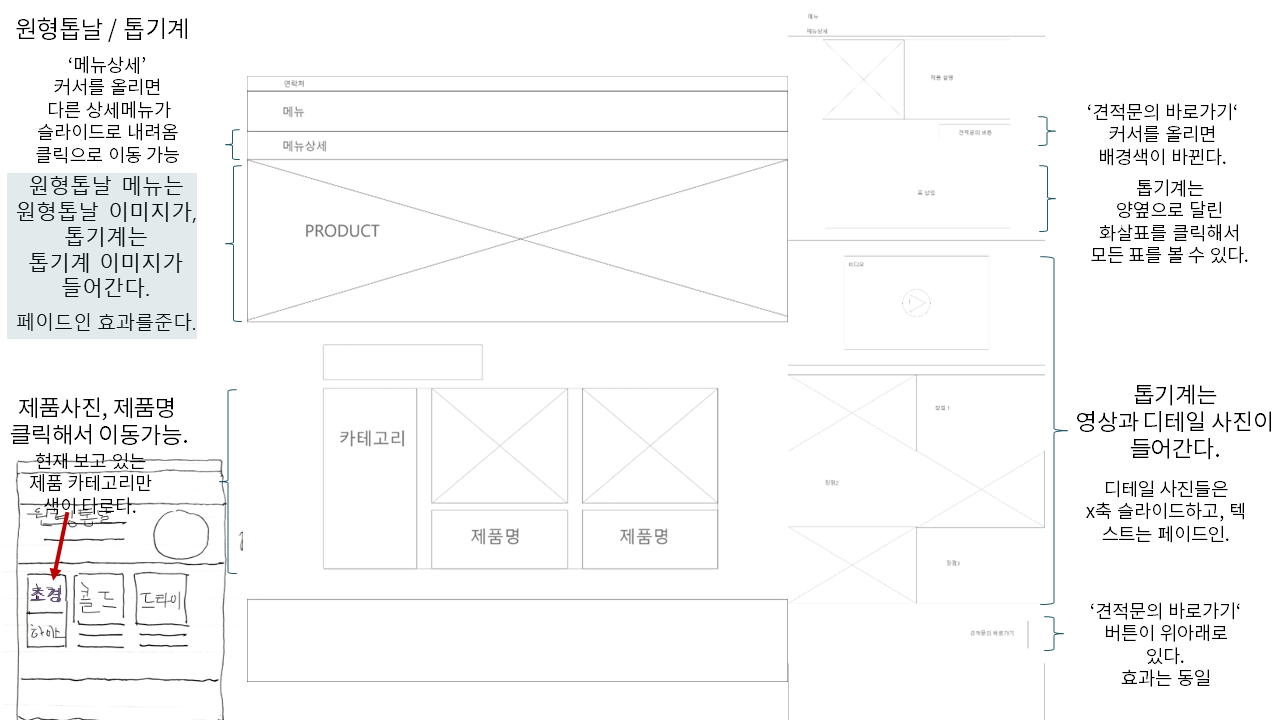 원형톱날 / 톱기계
‘메뉴상세’
커서를 올리면
다른 상세메뉴가
슬라이드로 내려옴
클릭으로 이동 가능
원형톱날 메뉴는
원형톱날 이미지가,
톱기계는
톱기계 이미지가
들어간다.
페이드인 효과를준다.
제품사진, 제품명
클릭해서 이동가능.
현재 보고 있는
제품 카테고리만
색이 다르다.
원형톱날
초경
콜드
드라이
연락처
메뉴
메뉴상세
PRODUCT
카테고리
제품명
제품명
메뉴
메뉴상세
제품 설명
견적문의 버튼
표 삽입
비디오
장점 1
장점2
장점3
견적문의 바로가기
‘견적문의 바로가기‘
커서를 올리면
배경색이 바뀐다.
톱기계는
양옆으로 달린
화살표를 클릭해서
모든 표를 볼 수 있다.
톱기계는
영상과 디테일 사진이
들어간다.
디테일 사진들은
x축 슬라이드하고, 텍
스트는 페이드인.
‘견적문의 바로가기‘
버튼이 위아래로
있다.
효과는 동일